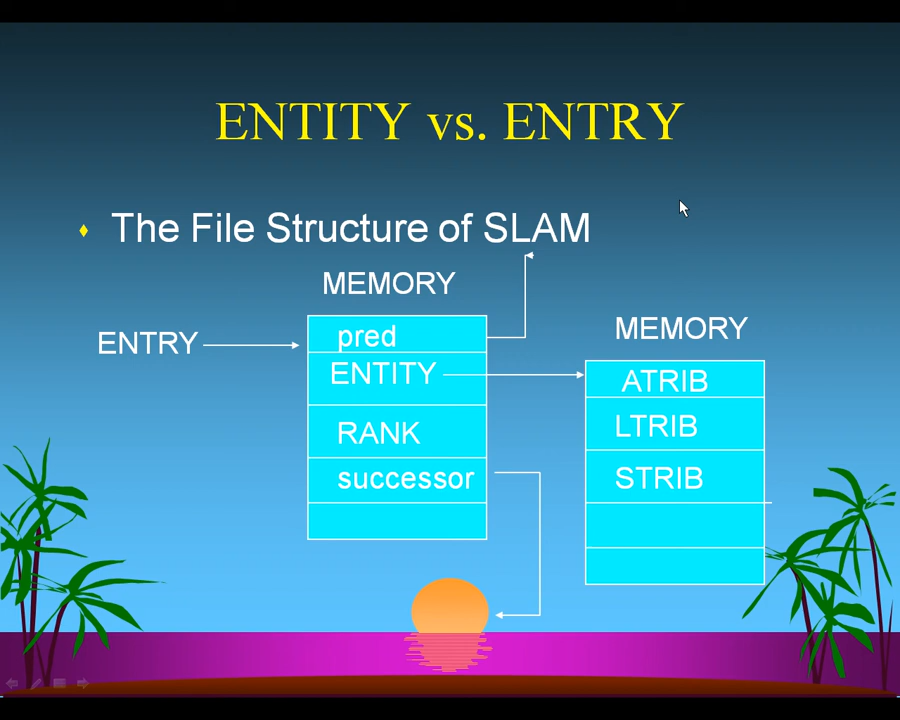 ENTITY vs. ENTRY
The File Structure of SLAM
MEMORY
ENTRY
pred
ENTITY
RANK
successor
MEMORY
ATRIB
LTRIB
STRIB